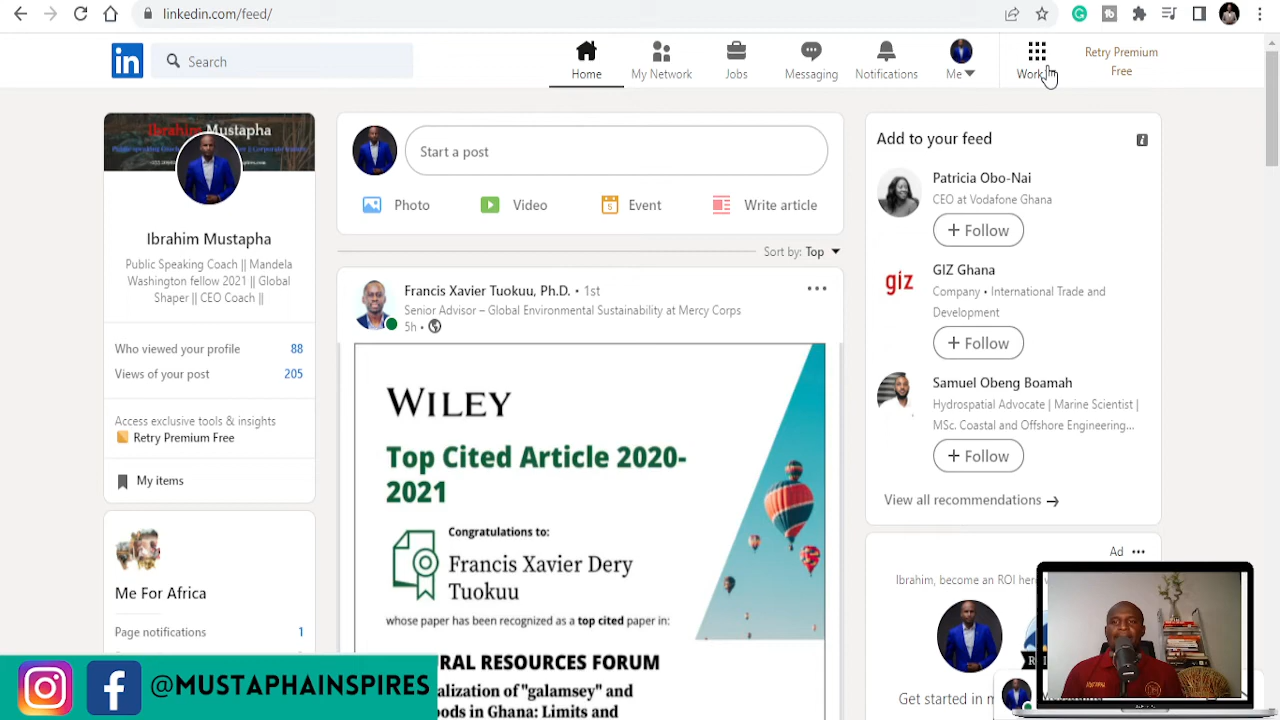 linkedin.com/feed/
in
Search
Home
My Network
Jobs
Messaging
Notifications
Me
Work
Retry Premium
Free
Ibrahim Mustapha
Ibrahim Mustapha
Public Speaking Coach || Mandela
Washington fellow 2021 || Global
Shaper || CEO Coach ||
Who viewed your profile 88
Views of your post 205
Access exclusive tools & insights
Retry Premium Free
My items
Me For Africa
Page notifications 1
Start a post
Photo
Video
Event
Write article
Sort by: Top
Francis Xavier Tuokuu, Ph.D. • 1st
Senior Advisor – Global Environmental Sustainability at Mercy Corps
5h •
WILEY
Top Cited Article 2020-
2021
Congratulations to:
Francis Xavier Dery
Tuokuu
whose paper has been recognized as a top cited paper in:
RAL RESOURCES FORUM
alization of "galamsey" and
ods in Ghana: Limits and
Add to your feed
Patricia Obo-Nai
CEO at Vodafone Ghana
+ Follow
GIZ Ghana
giz
Company • International Trade and
Development
+ Follow
Samuel Obeng Boamah
Hydrospatial Advocate | Marine Scientist |
MSc. Coastal and Offshore Engineering...
+ Follow
View all recommendations →
Ad
Ibrahim, become an ROI her
Get started in m
@MUSTAPHAINSPIRES